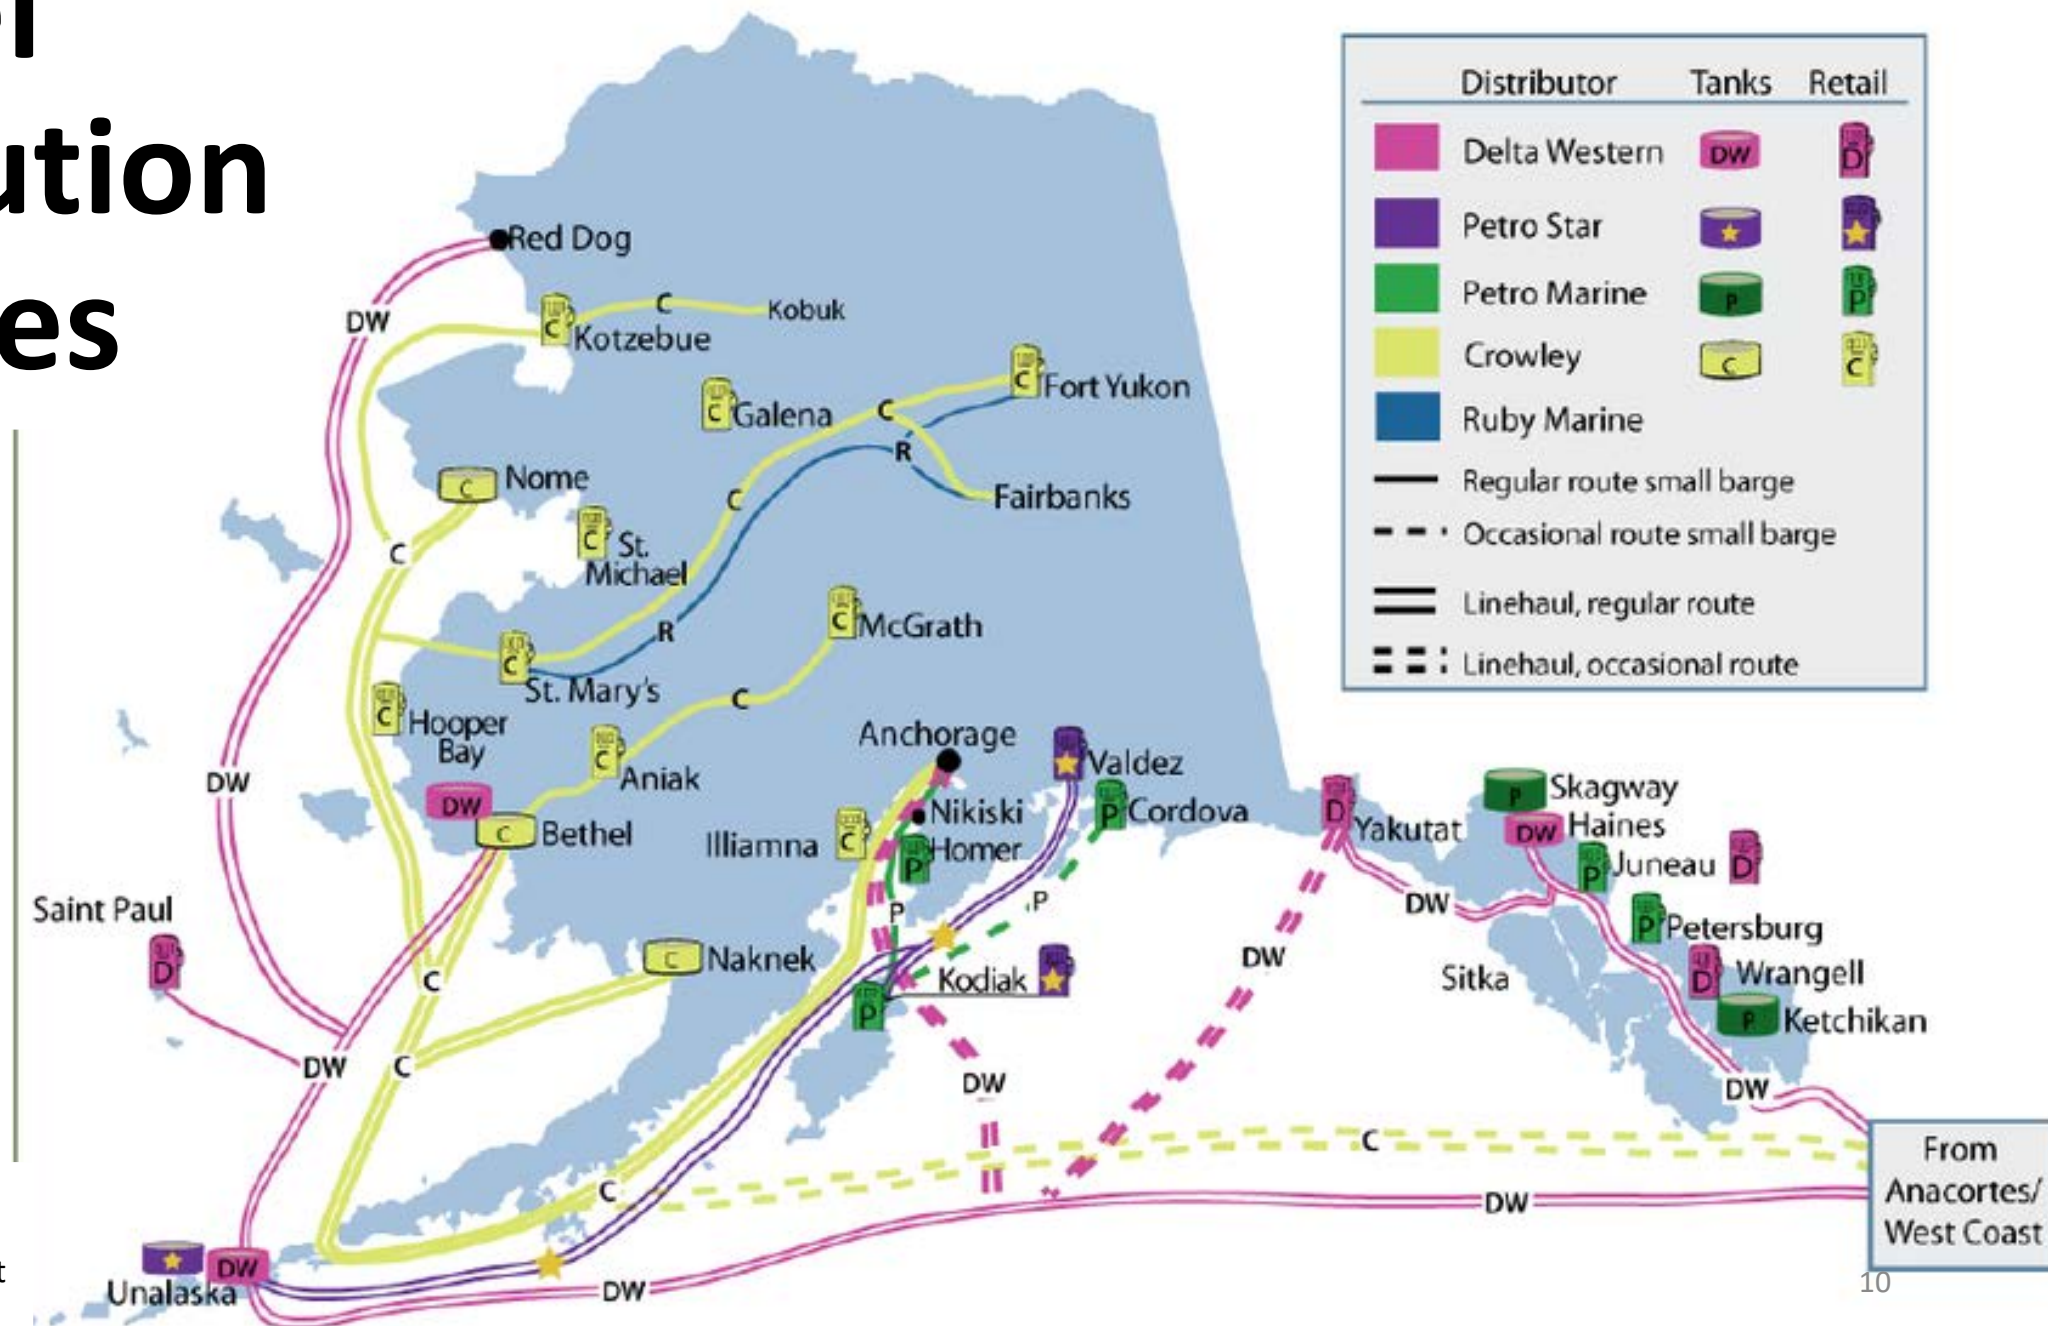 ution
es
Distributor Tanks Retail
Delta Western DW D
Petro Star
Petro Marine P P
Crowley C C
Ruby Marine
Regular route small barge
Occasional route small barge
Linehaul, regular route
Linehaul, occasional route
Red Dog
DW
C
Kotzebue
C
Kobuk
C
Galena
C
Fort Yukon
C
R
Fairbanks
C
Nome
C
C
St.
Michael
C
C
R
C
St. Mary's
C
McGrath
C
C
Hooper
Bay
C
Aniak
DW
DW
C
Bethel
Anchorage
Valdez
Nikiski
P
Cordova
Illiamna
C
P
Homer
P
P
D
Yakutat
P
Skagway
DW
Haines
P
Juneau
D
DW
P
Petersburg
Sitka
D
Wrangell
P
Ketchikan
DW
Saint Paul
D
C
Naknek
Kodiak
P
DW
DW
C
DW
C
C
DW
C
DW
From
Anacortes/
West Coast
DW
Unalaska
DW
t
10